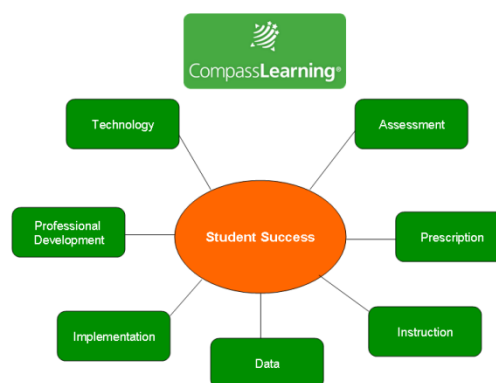 CompassLearning®
Technology
Assessment
Professional
Development
Student Success
Prescription
Implementation
Instruction
Data